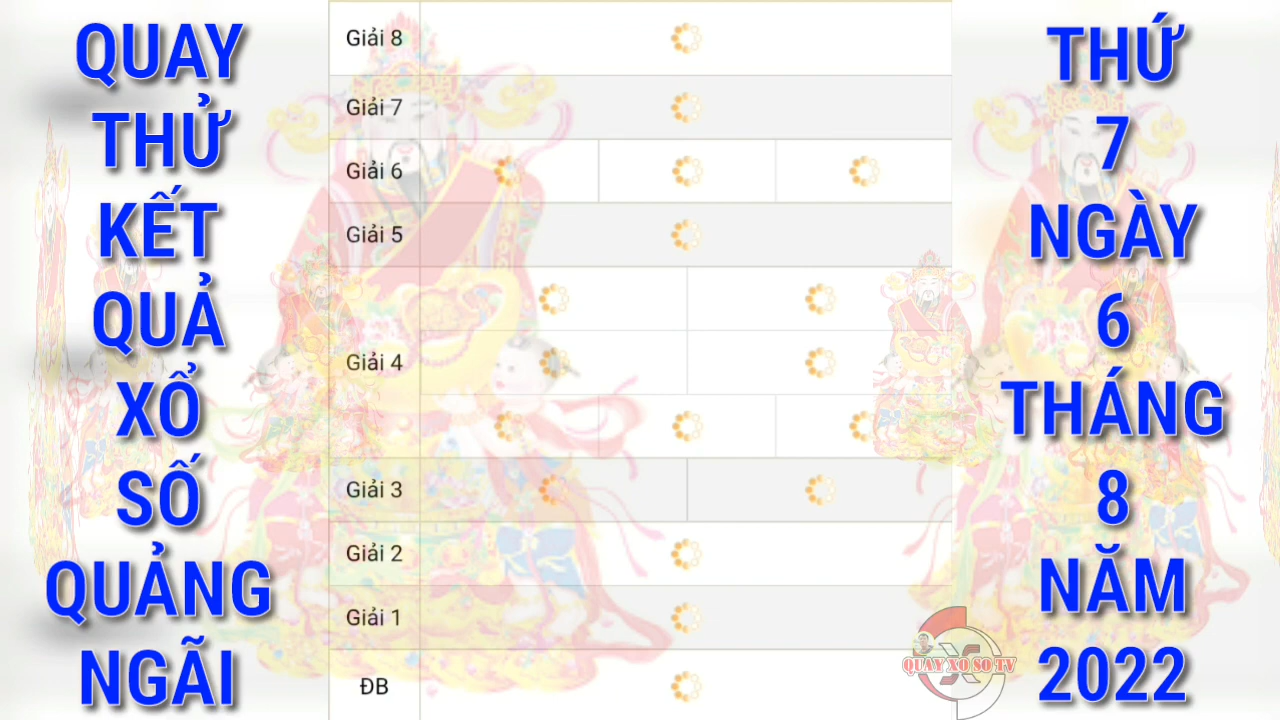 QUAY
THỬ
KẾT
QUẢ
XỔ
SỐ
QUẢNG
NGÃI
Giải 8
Giải 7
Giải 6
Giải 5
Giải 4
Giải 3
Giải 2
Giải 1
ĐB
THỨ
7
NGÀY
6
THÁNG
8
NĂM
2022
QUAY XO SO TV